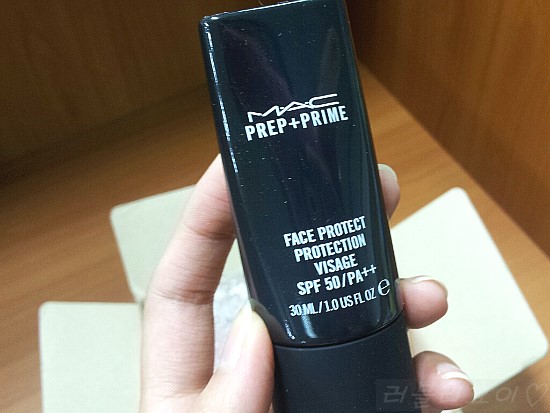 MAC
PREP+PRIME
FACE PROTECT
PROTECTION
VISAGE
SPF 50/PA++
30 ML/1.0 US FL OZ ℮